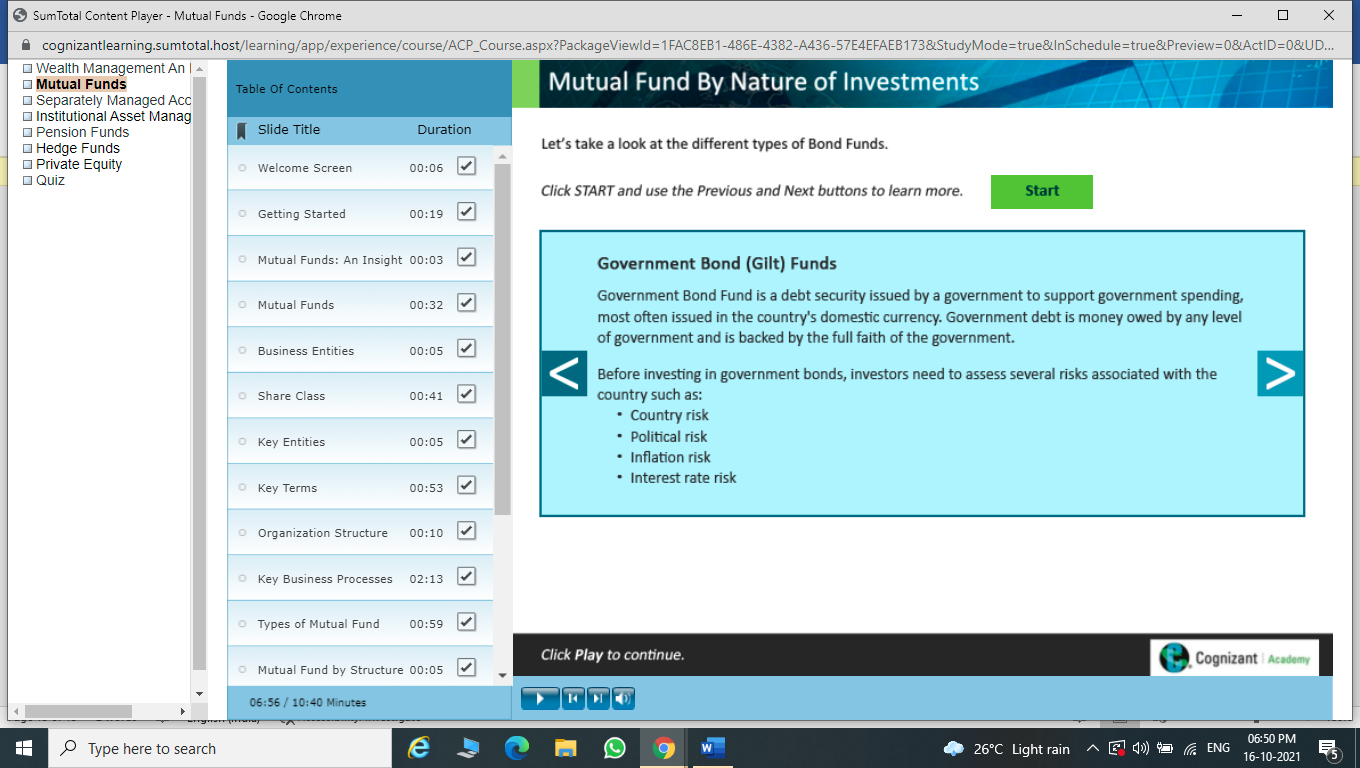 SumTotal Content Player - Mutual Funds - Google Chrome
cognizantlearning.sumtotal.host/learning/app/experience/course/ACP_Course.aspx?PackageViewId=1FAC8EB1-486E-4382-A436-57E4EFAEB173&StudyMode=true&InSchedule=true&Preview=0&ActID=0&UD...
Wealth Management An I
Mutual Funds
Separately Managed Acc
Institutional Asset Manag
Pension Funds
Hedge Funds
Private Equity
Quiz
Table Of Contents
Slide Title Duration
Welcome Screen 00:06
Getting Started 00:19
Mutual Funds: An Insight 00:03
Mutual Funds 00:32
Business Entities 00:05
Share Class 00:41
Key Entities 00:05
Key Terms 00:53
Organization Structure 00:10
Key Business Processes 02:13
Types of Mutual Fund 00:59
Mutual Fund by Structure 00:05
06:56 / 10:40 Minutes
Mutual Fund By Nature of Investments
Let's take a look at the different types of Bond Funds.
Click START and use the Previous and Next buttons to learn more.
Start
Government Bond (Gilt) Funds
Government Bond Fund is a debt security issued by a government to support government spending,
most often issued in the country's domestic currency. Government debt is money owed by any level
of government and is backed by the full faith of the government.
Before investing in government bonds, investors need to assess several risks associated with the
country such as:
• Country risk
• Political risk
• Inflation risk
• Interest rate risk
< >
Click Play to continue.
Cognizant | Academy
Type here to search
26°C Light rain
ENG
06:50 PM
16-10-2021
5